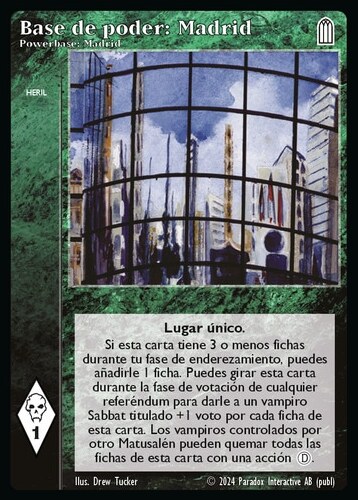 Base de poder: Madrid
Powerbase: Madrid
HERIL
Lugar único.
Si esta carta tiene 3 o menos fichas
durante tu fase de enderezamiento, puedes
añadirle 1 ficha. Puedes girar esta carta
durante la fase de votación de cualquier
referéndum para darle a un vampiro
Sabbat titulado +1 voto por cada ficha de
esta carta. Los vampiros controlados por
otro Matusalén pueden quemar todas las
fichas de esta carta con una acción Ⓓ.
1
Ilus. Drew Tucker
© 2024 Paradox Interactive AB (publ)